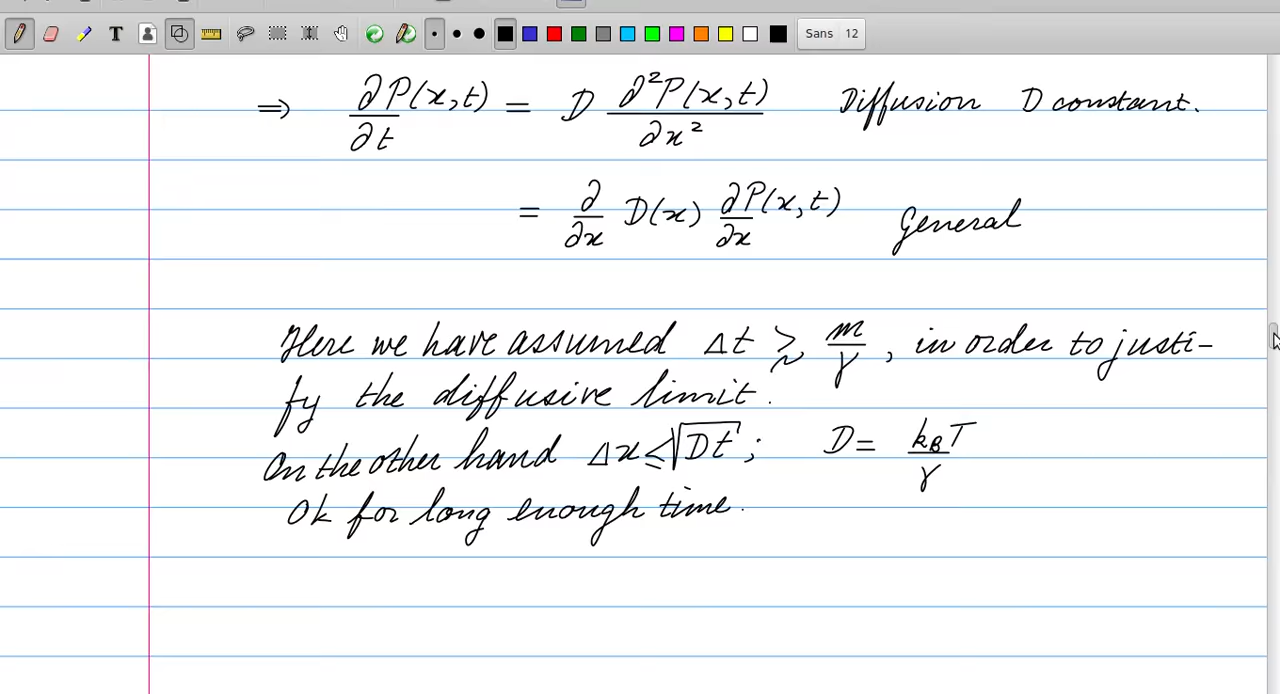 T Sans 12
⇒ ∂P(x,t)/∂t = D ∂²P(x,t)/∂x² Diffusion D constant.
= ∂/∂x D(x) ∂P(x,t)/∂x General
Here we have assumed Δt ≳ m/γ, in order to justi-
fy the diffusive limit.
On the other hand Δx ≤ √Dt; D = k_BT/γ
Ok for long enough time.